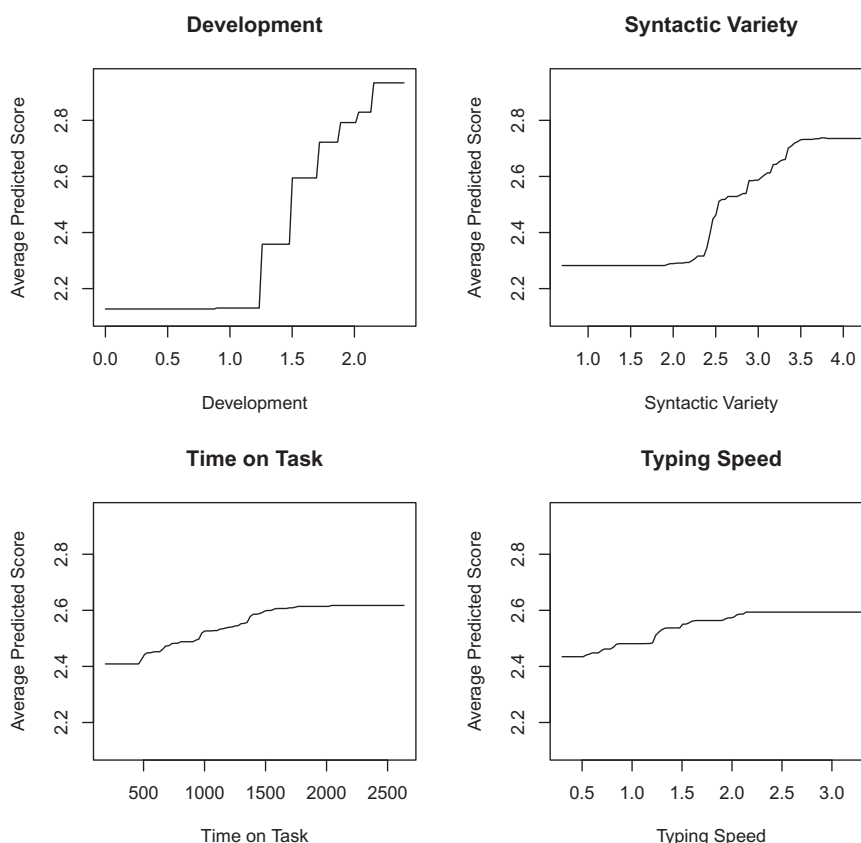 Development
Syntactic Variety
Average Predicted Score
2.8
2.6
2.4
2.2
0.0 0.5 1.0 1.5 2.0
Development
Average Predicted Score
2.8
2.6
2.4
2.2
1.0 1.5 2.0 2.5 3.0 3.5 4.0
Syntactic Variety
Time on Task
Typing Speed
Average Predicted Score
2.8
2.6
2.4
2.2
500 1000 1500 2000 2500
Time on Task
Average Predicted Score
2.8
2.6
2.4
2.2
0.5 1.0 1.5 2.0 2.5 3.0
Typing Speed